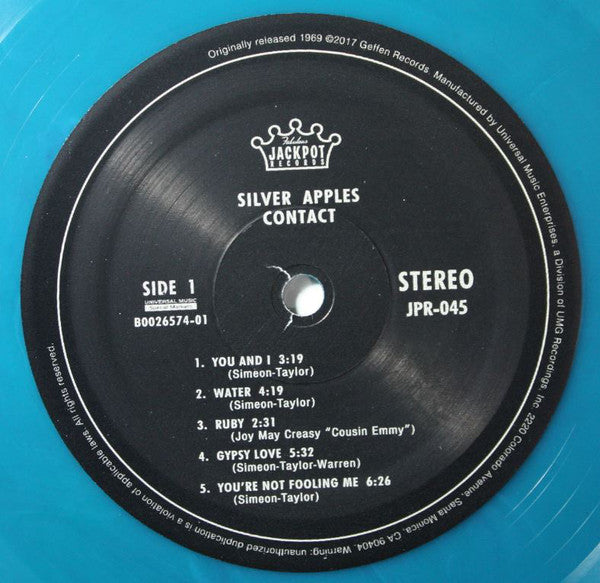 Originally released 1969 ©2017 Geffen Records. Manufactured by Universal Music Enterprises, a Division of UMG Recordings, Inc. 2220 Colorado Avenue, Santa Monica, CA 90404. Warning: unauthorized duplication is a violation of applicable laws. All rights reserved.
Fabulous
JACKPOT
RECORDS
SILVER APPLES
CONTACT
SIDE 1
UNIVERSAL MUSIC
Special Markets
B0026574-01
STEREO
JPR-045
1. YOU AND I 3:19
(Simeon-Taylor)
2. WATER 4:19
(Simeon-Taylor)
3. RUBY 2:31
(Joy May Creasy "Cousin Emmy")
4. GYPSY LOVE 5:32
(Simeon-Taylor-Warren)
5. YOU'RE NOT FOOLING ME 6:26
(Simeon-Taylor)